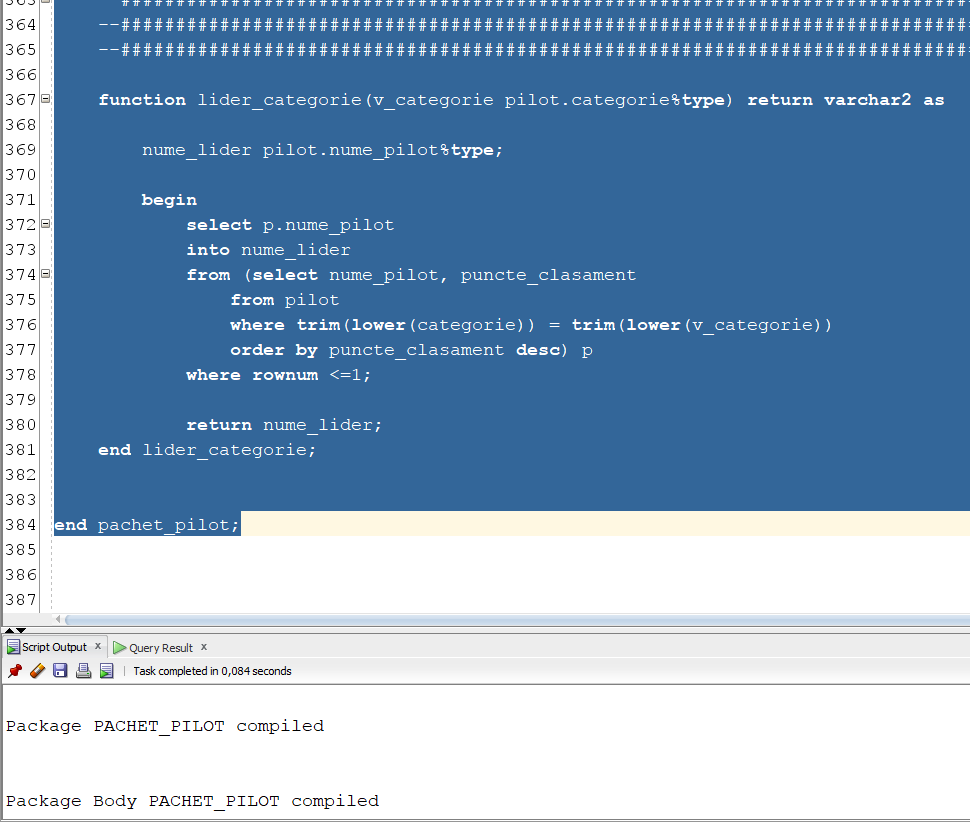 363
364 --##############################################################################
365 --##############################################################################
366
367 function lider_categorie(v_categorie pilot.categorie%type) return varchar2 as
368
369 nume_lider pilot.nume_pilot%type;
370
371 begin
372 select p.nume_pilot
373 into nume_lider
374 from (select nume_pilot, puncte_clasament
375 from pilot
376 where trim(lower(categorie)) = trim(lower(v_categorie))
377 order by puncte_clasament desc) p
378 where rownum <=1;
379
380 return nume_lider;
381 end lider_categorie;
382
383
384 end pachet_pilot;
385
386
387
Script Output x Query Result x
Task completed in 0,084 seconds
Package PACHET_PILOT compiled
Package Body PACHET_PILOT compiled